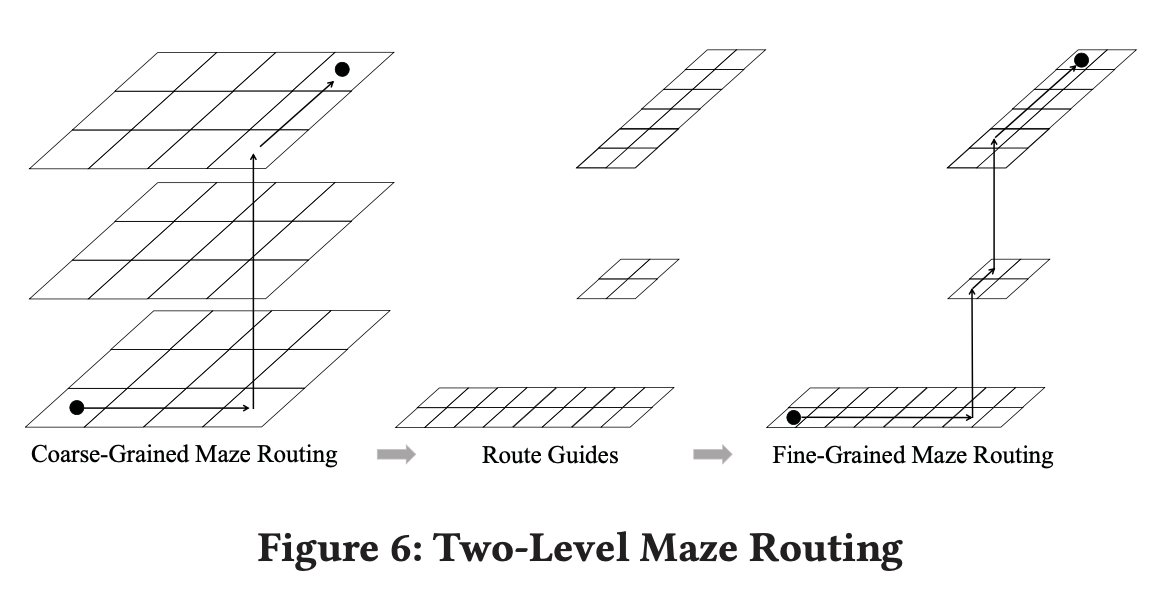 Coarse-Grained Maze Routing
Route Guides
Fine-Grained Maze Routing
Figure 6: Two-Level Maze Routing